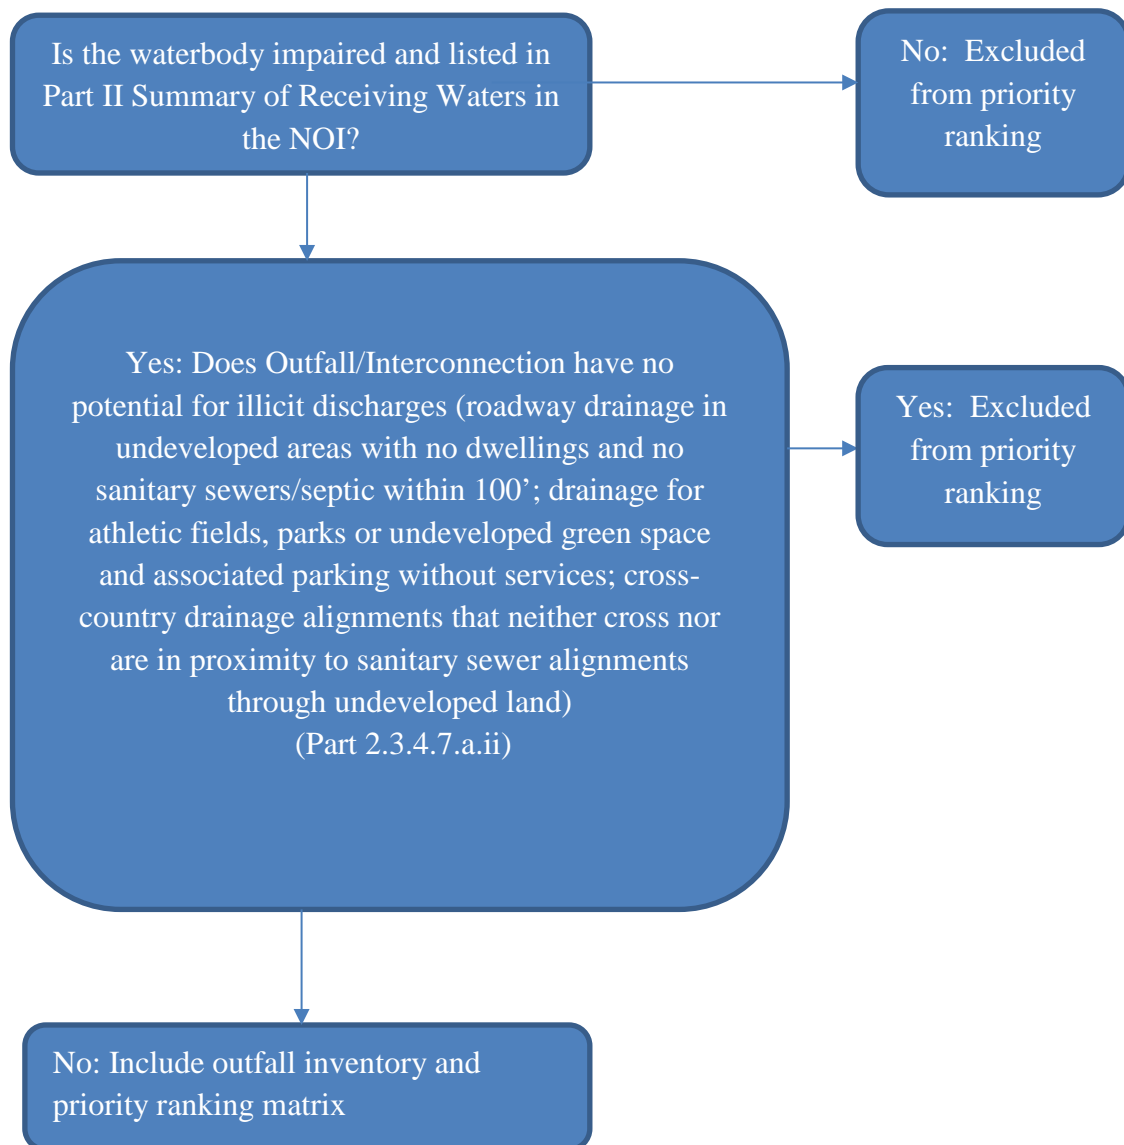 Is the waterbody impaired and listed in
Part II Summary of Receiving Waters in
the NOI?
No:  Excluded
from priority
ranking
Yes: Does Outfall/Interconnection have no
potential for illicit discharges (roadway drainage in
undeveloped areas with no dwellings and no
sanitary sewers/septic within 100’; drainage for
athletic fields, parks or undeveloped green space
and associated parking without services; cross-
country drainage alignments that neither cross nor
are in proximity to sanitary sewer alignments
through undeveloped land)
(Part 2.3.4.7.a.ii)
Yes:  Excluded
from priority
ranking
No: Include outfall inventory and
priority ranking matrix